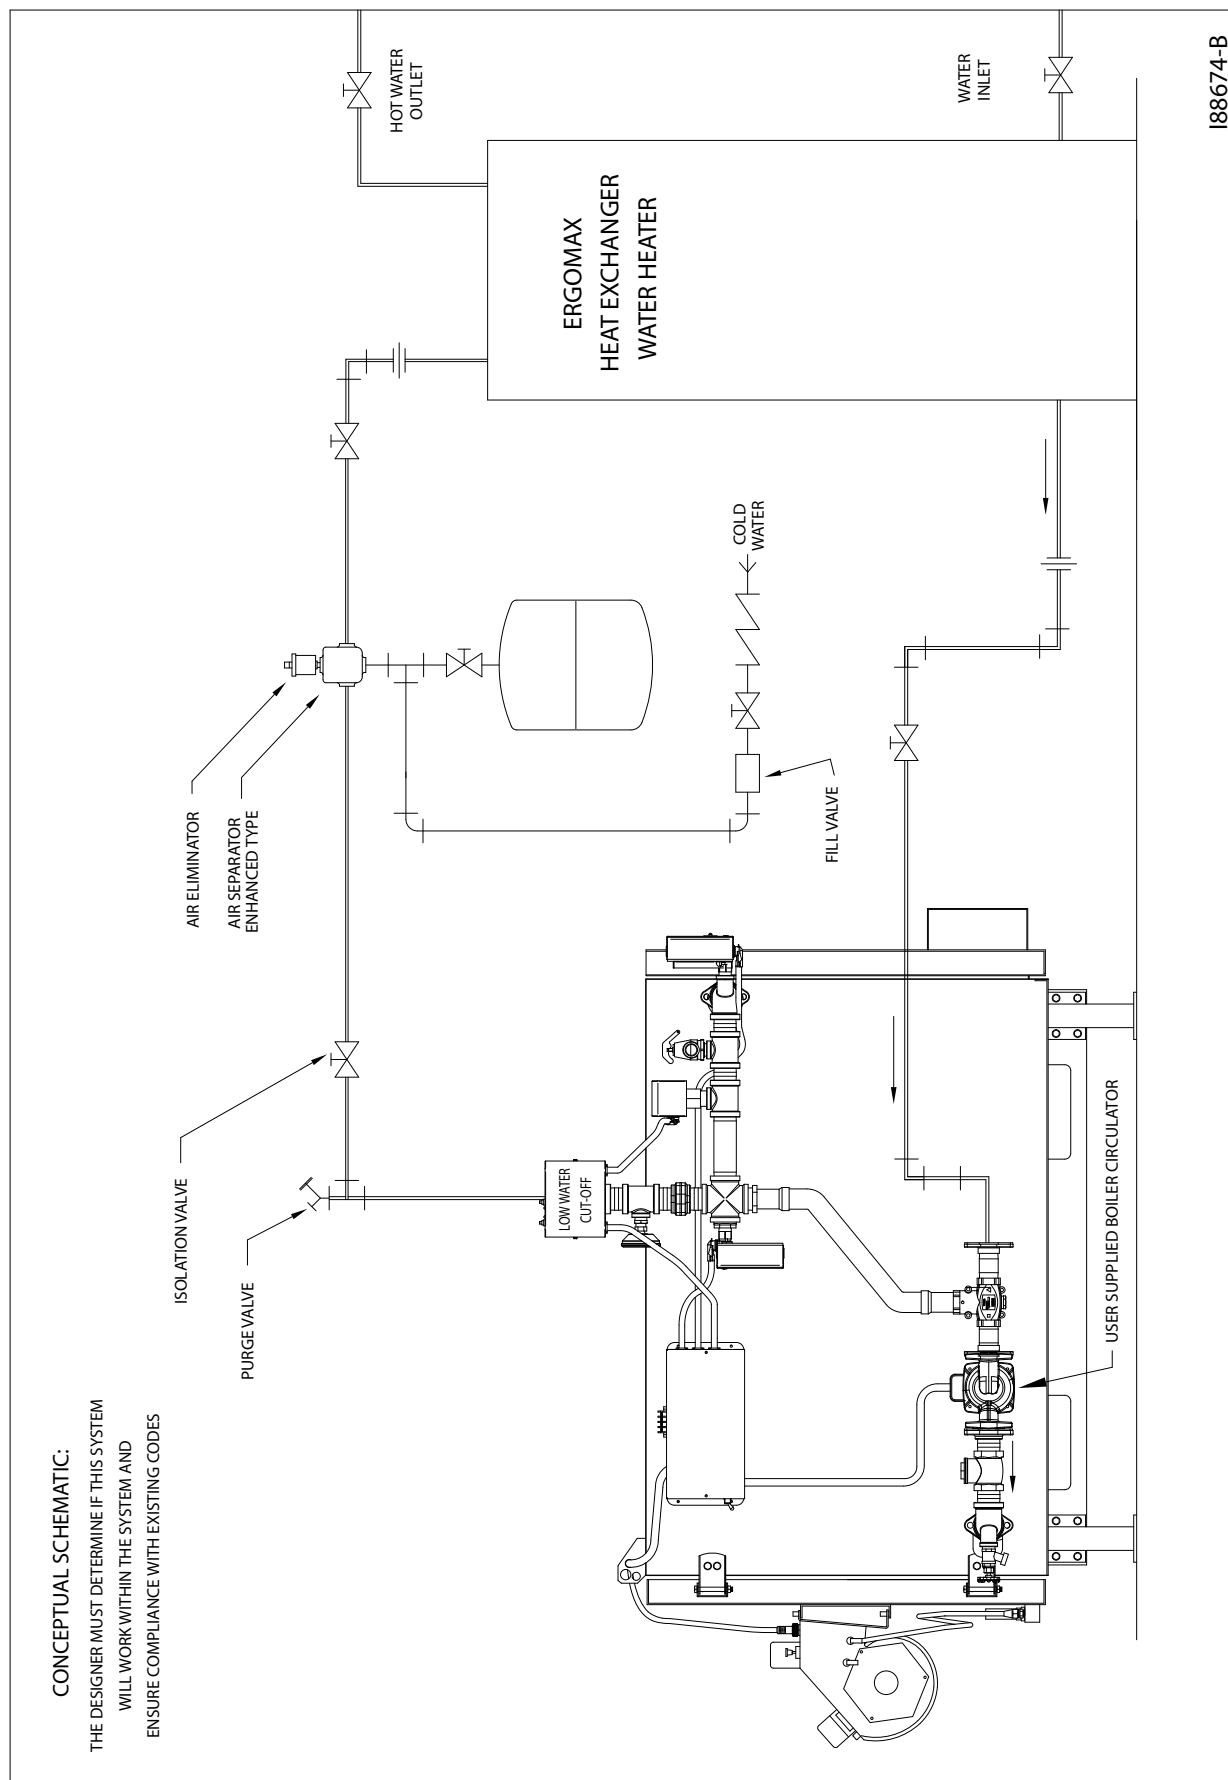 CONCEPTUAL SCHEMATIC:
THE DESIGNER MUST DETERMINE IF THIS SYSTEM
WILL WORK WITHIN THE SYSTEM AND
ENSURE COMPLIANCE WITH EXISTING CODES
PURGE VALVE
ISOLATION VALVE
AIR ELIMINATOR
AIR SEPARATOR
ENHANCED TYPE
HOT WATER
OUTLET
LOW WATER
CUT-OFF
FILL VALVE
COLD
WATER
ERGOMAX
HEAT EXCHANGER
WATER HEATER
WATER
INLET
USER SUPPLIED BOILER CIRCULATOR
I88674-B